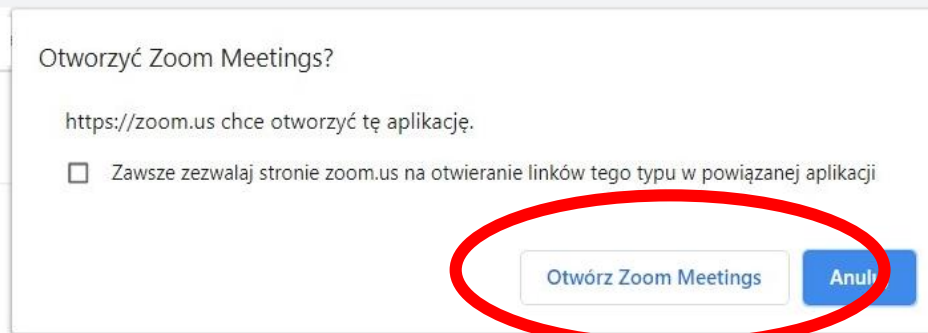 Otworzyć Zoom Meetings?
https://zoom.us chce otworzyć tę aplikację.
Zawsze zezwalaj stronie zoom.us na otwieranie linków tego typu w powiązanej aplikacji
Otwórz Zoom Meetings Anuluj